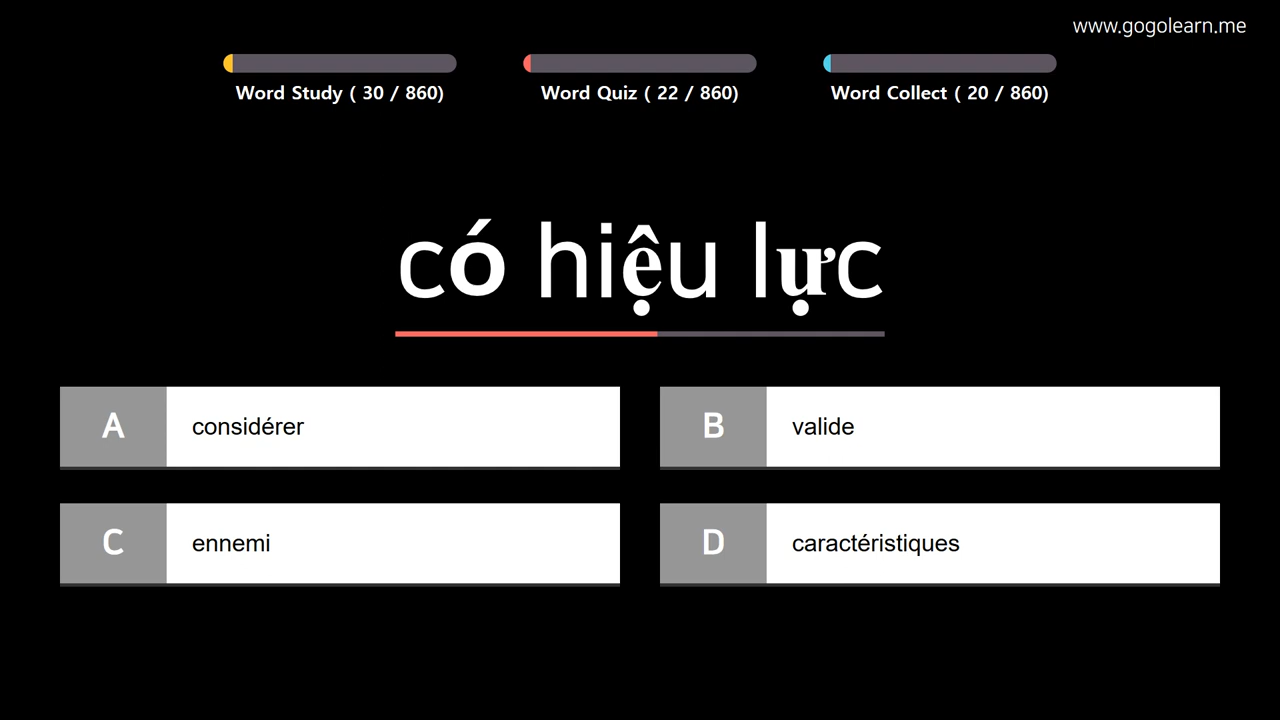 www.gogolearn.me
Word Study ( 30 / 860)
Word Quiz ( 22 / 860)
Word Collect ( 20 / 860)
có hiệu lực
A considérer
B valide
C ennemi
D caractéristiques